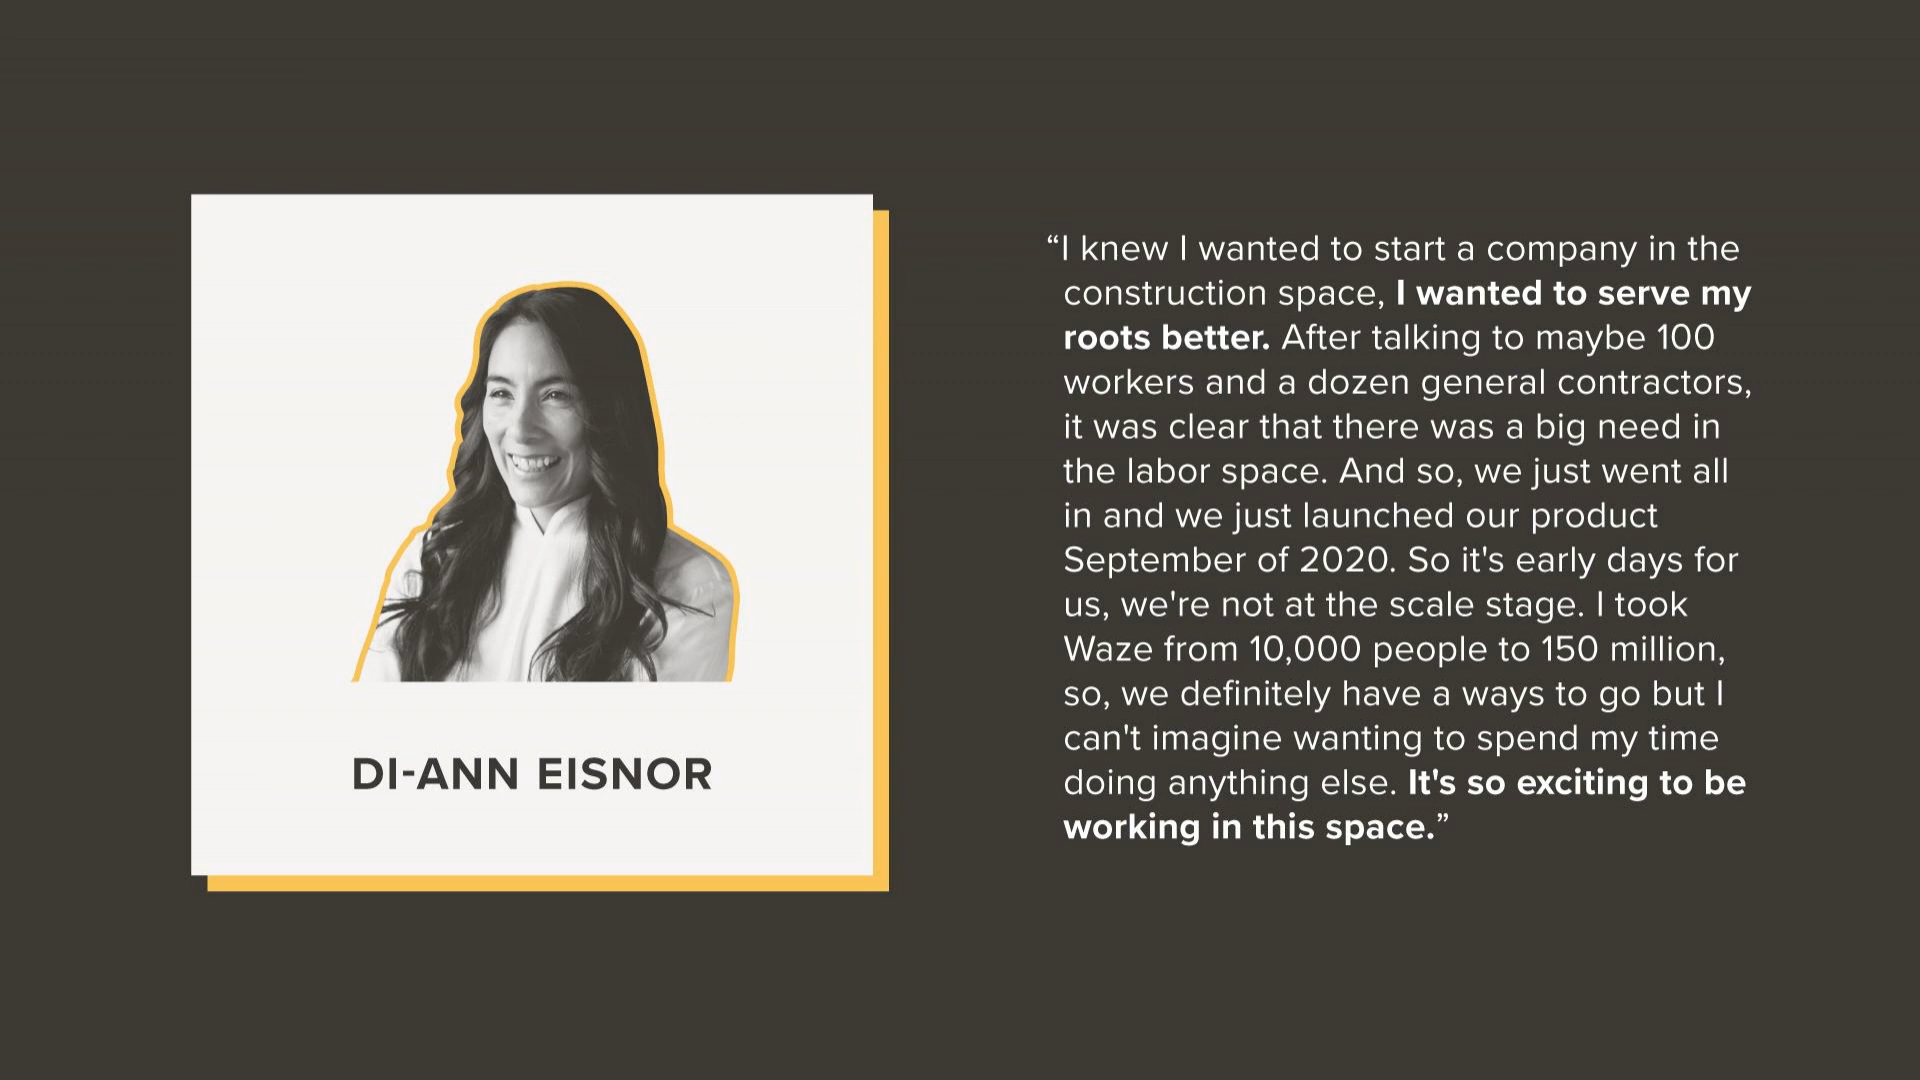 DI-ANN EISNOR
“I knew I wanted to start a company in the
construction space, I wanted to serve my
roots better. After talking to maybe 100
workers and a dozen general contractors,
it was clear that there was a big need in
the labor space. And so, we just went all
in and we just launched our product
September of 2020. So it's early days for
us, we're not at the scale stage. I took
Waze from 10,000 people to 150 million,
so, we definitely have a ways to go but I
can't imagine wanting to spend my time
doing anything else. It's so exciting to be
working in this space.”